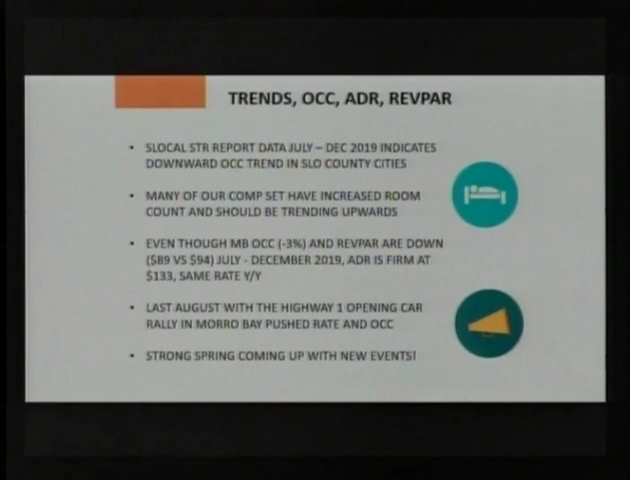 TRENDS, OCC, ADR, REVPAR
• SLOCAL STR REPORT DATA JULY – DEC 2019 INDICATES
DOWNWARD OCC TREND IN SLO COUNTY CITIES
• MANY OF OUR COMP SET HAVE INCREASED ROOM
COUNT AND SHOULD BE TRENDING UPWARDS
• EVEN THOUGH MB OCC (-3%) AND REVPAR ARE DOWN
($89 VS $94) JULY - DECEMBER 2019, ADR IS FIRM AT
$133, SAME RATE Y/Y
• LAST AUGUST WITH THE HIGHWAY 1 OPENING CAR
RALLY IN MORRO BAY PUSHED RATE AND OCC
• STRONG SPRING COMING UP WITH NEW EVENTS!